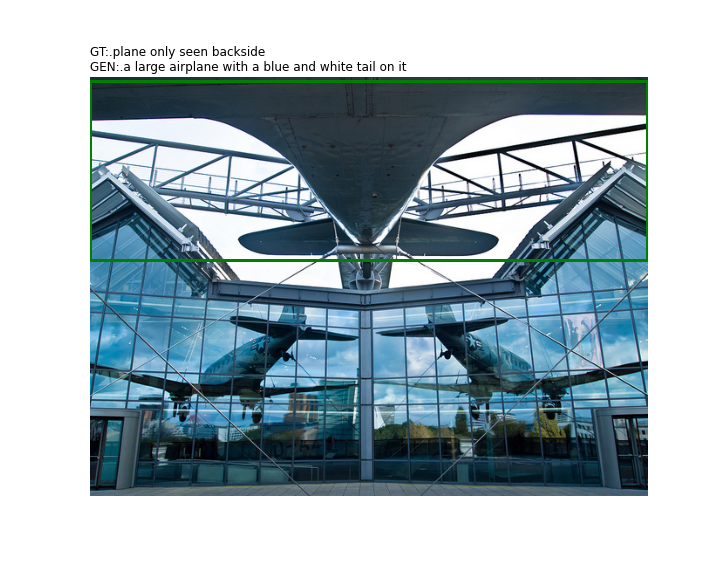 GT:.plane only seen backside
GEN:.a large airplane with a blue and white tail on it